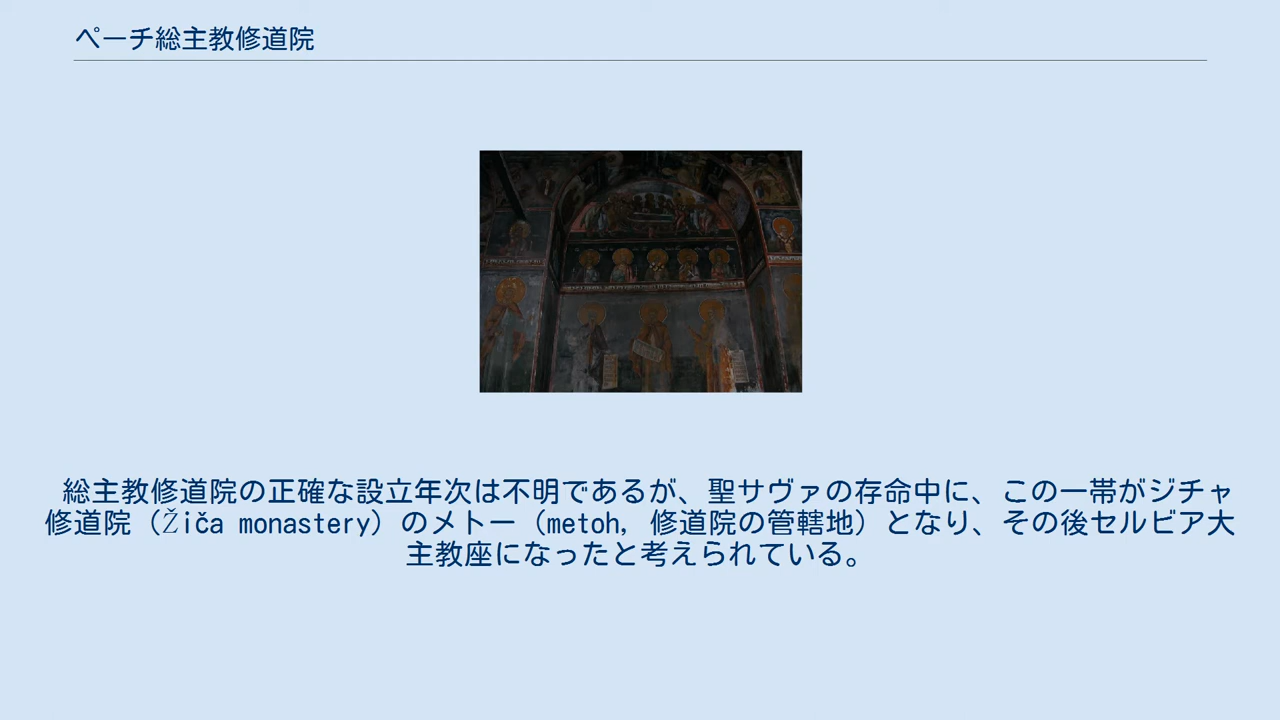 ペーチ総主教修道院
総主教修道院の正確な設立年次は不明であるが、聖サヴァの存命中に、この一帯がジチャ
修道院（Žiča monastery）のメトー（metoh, 修道院の管轄地）となり、その後セルビア大
主教座になったと考えられている。